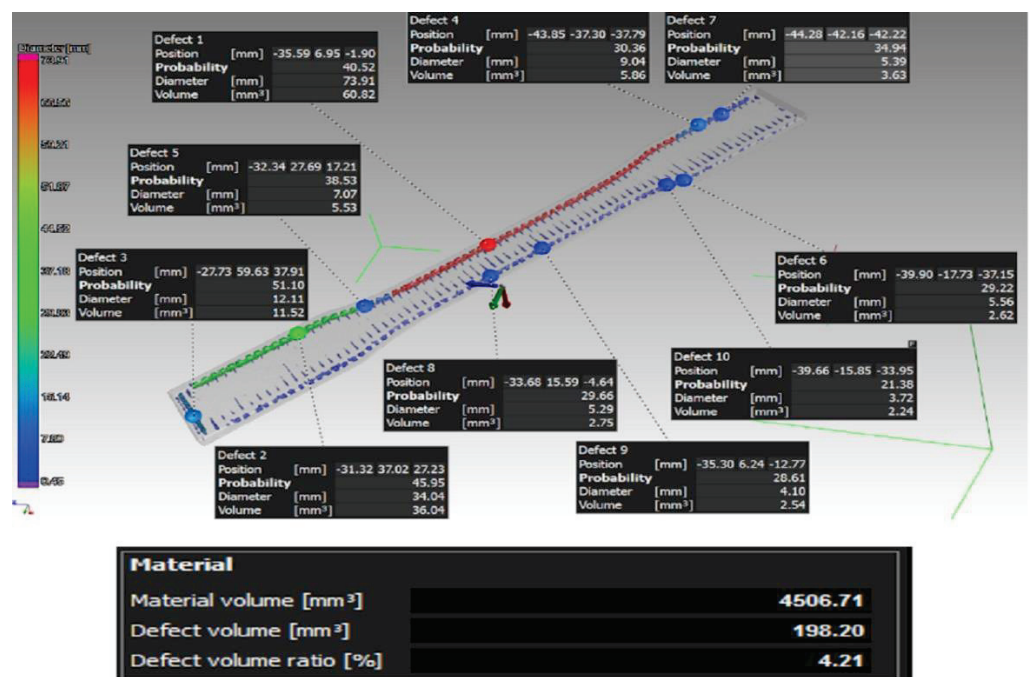 Defect 4
Position [mm] -43.85 -37.30 -37.79
Probability 30.36
Diameter [mm] 9.04
Volume [mm³] 5.86
Defect 7
Position [mm] -44.28 -42.16 -42.22
Probability 34.94
Diameter [mm] 5.39
Volume [mm³] 3.63
Defect 1
Position [mm] -35.59 6.95 -1.90
Probability 40.52
Diameter [mm] 73.91
Volume [mm³] 60.82
Diameter [mm]
73.91
Defect 5
Position [mm] -32.34 27.69 17.21
Probability 38.53
Diameter [mm] 7.07
Volume [mm³] 5.53
Defect 3
Position [mm] -27.73 59.63 37.91
Probability 51.10
Diameter [mm] 12.11
Volume [mm³] 11.52
Defect 6
Position [mm] -39.90 -17.73 -37.15
Probability 29.22
Diameter [mm] 5.56
Volume [mm³] 2.62
Defect 8
Position [mm] -33.68 15.59 -4.64
Probability 29.66
Diameter [mm] 5.29
Volume [mm³] 2.75
Defect 10
Position [mm] -39.66 -15.85 -33.95
Probability 21.38
Diameter [mm] 3.72
Volume [mm³] 2.24
Defect 2
Position [mm] -31.32 37.02 27.23
Probability 45.95
Diameter [mm] 34.04
Volume [mm³] 36.04
Defect 9
Position [mm] -35.30 6.24 -12.77
Probability 28.61
Diameter [mm] 4.10
Volume [mm³] 2.54
Material
Material volume [mm³] 4506.71
Defect volume [mm³] 198.20
Defect volume ratio [%] 4.21